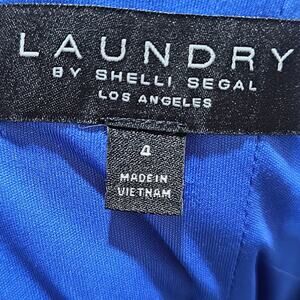 LAUNDRY
BY SHELLI SEGAL
LOS ANGELES
4
MADE IN
VIETNAM